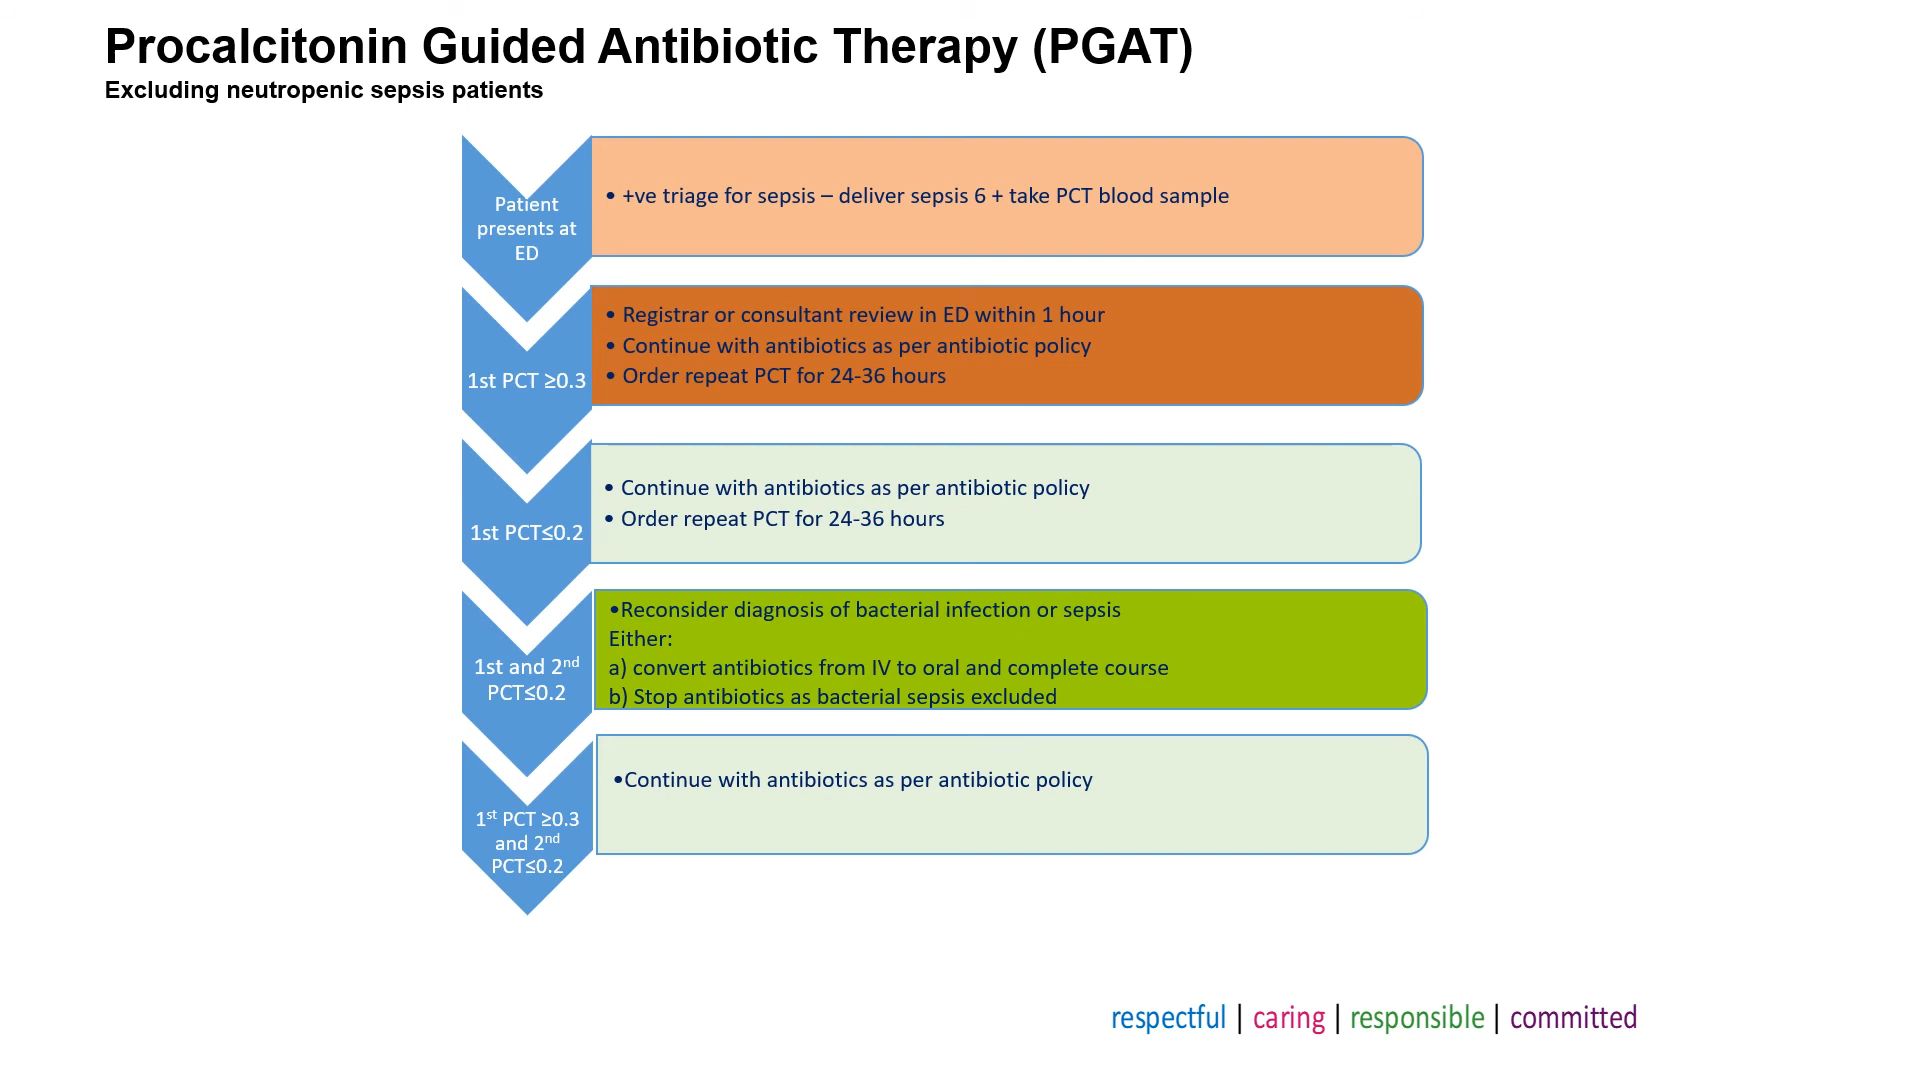 Procalcitonin Guided Antibiotic Therapy (PGAT)
Excluding neutropenic sepsis patients
Patient
presents at
ED
• +ve triage for sepsis – deliver sepsis 6 + take PCT blood sample
1st PCT ≥0.3
• Registrar or consultant review in ED within 1 hour
• Continue with antibiotics as per antibiotic policy
• Order repeat PCT for 24-36 hours
1st PCT≤0.2
• Continue with antibiotics as per antibiotic policy
• Order repeat PCT for 24-36 hours
1st and 2nd
PCT≤0.2
•Reconsider diagnosis of bacterial infection or sepsis
Either:
a) convert antibiotics from IV to oral and complete course
b) Stop antibiotics as bacterial sepsis excluded
1st PCT ≥0.3
and 2nd
PCT≤0.2
•Continue with antibiotics as per antibiotic policy
respectful | caring | responsible | committed